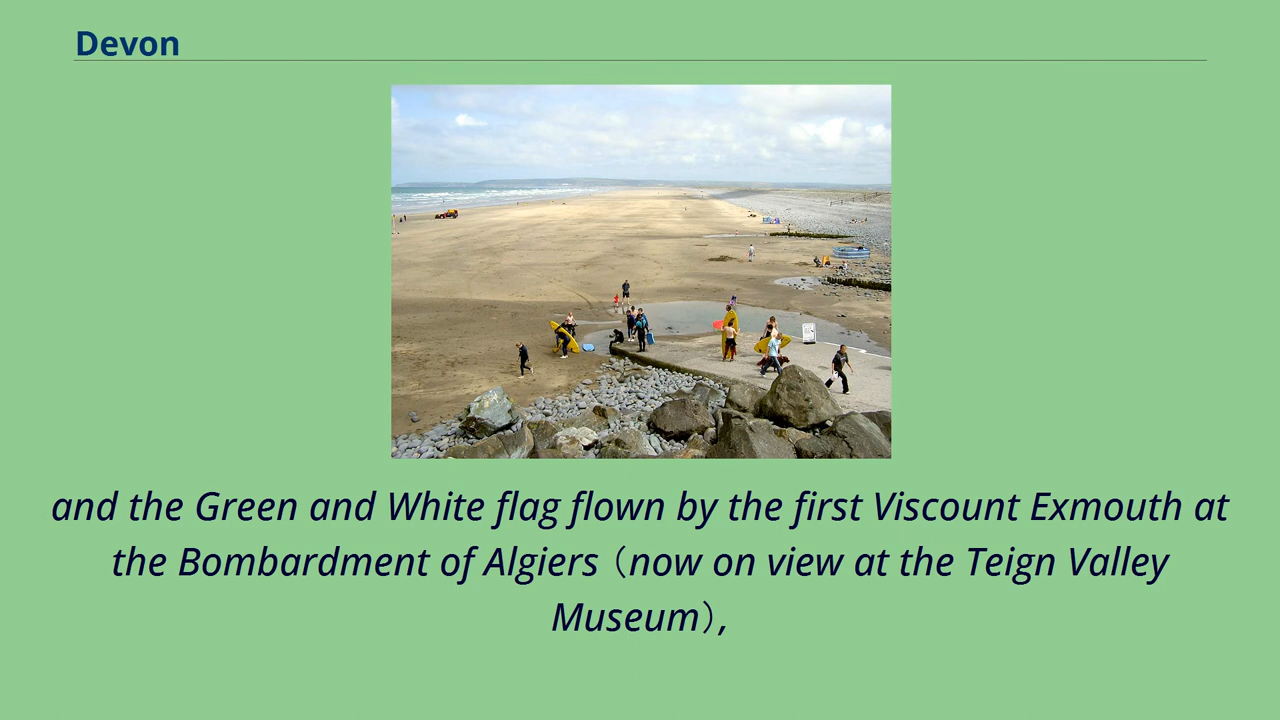 Devon
and the Green and White flag flown by the first Viscount Exmouth at
the Bombardment of Algiers（now on view at the Teign Valley
Museum）,